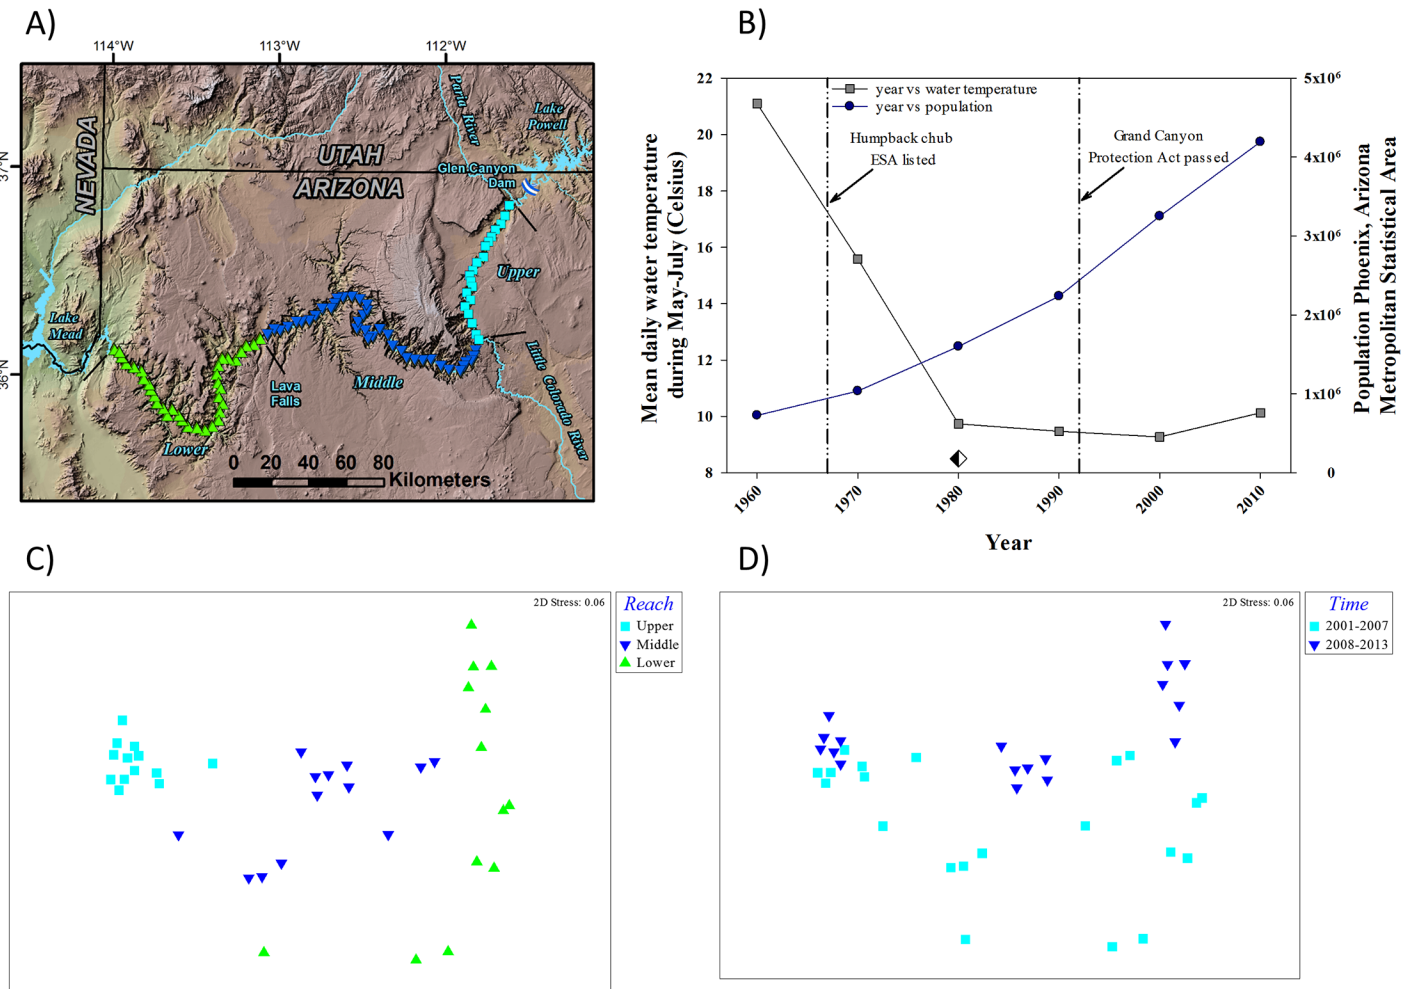 A)
114°W
113°W
112°W
37°N
36°N
NEVADA
UTAH
ARIZONA
Paria River
Lake
Powell
Glen Canyon
Dam
Upper
Lake
Mead
Lava
Falls
Middle
Little Colorado River
Lower
0 20 40 60 80
Kilometers
B)
22
20
18
16
14
12
10
8
Mean daily water temperature
during May-July (Celsius)
year vs water temperature
year vs population
Humpback chub
ESA listed
Grand Canyon
Protection Act passed
5x10⁶
4x10⁶
3x10⁶
2x10⁶
1x10⁶
0
Population Phoenix, Arizona
Metropolitan Statistical Area
1960
1970
1980
1990
2000
2010
Year
C)
2D Stress: 0.06
Reach
Upper
Middle
Lower
D)
2D Stress: 0.06
Time
2001-2007
2008-2013